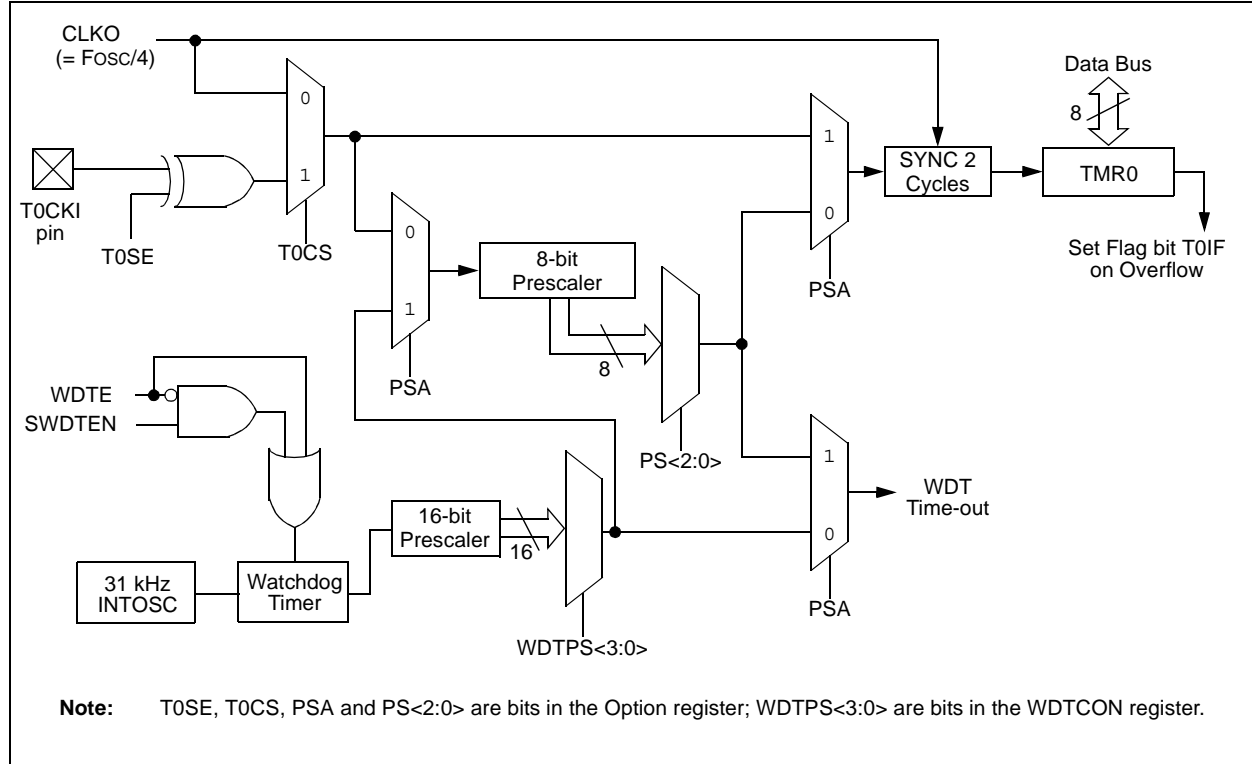 CLKO
(= FOSC/4)
Data Bus
8
0
1
T0CKI
pin
T0SE
T0CS
0
1
PSA
8-bit
Prescaler
8
PS<2:0>
1
0
PSA
SYNC 2
Cycles
TMR0
Set Flag bit T0IF
on Overflow
WDTE
SWDTEN
31 kHz
INTOSC
Watchdog
Timer
16-bit
Prescaler
16
WDTPS<3:0>
1
0
PSA
WDT
Time-out
Note: T0SE, T0CS, PSA and PS<2:0> are bits in the Option register; WDTPS<3:0> are bits in the WDTCON register.